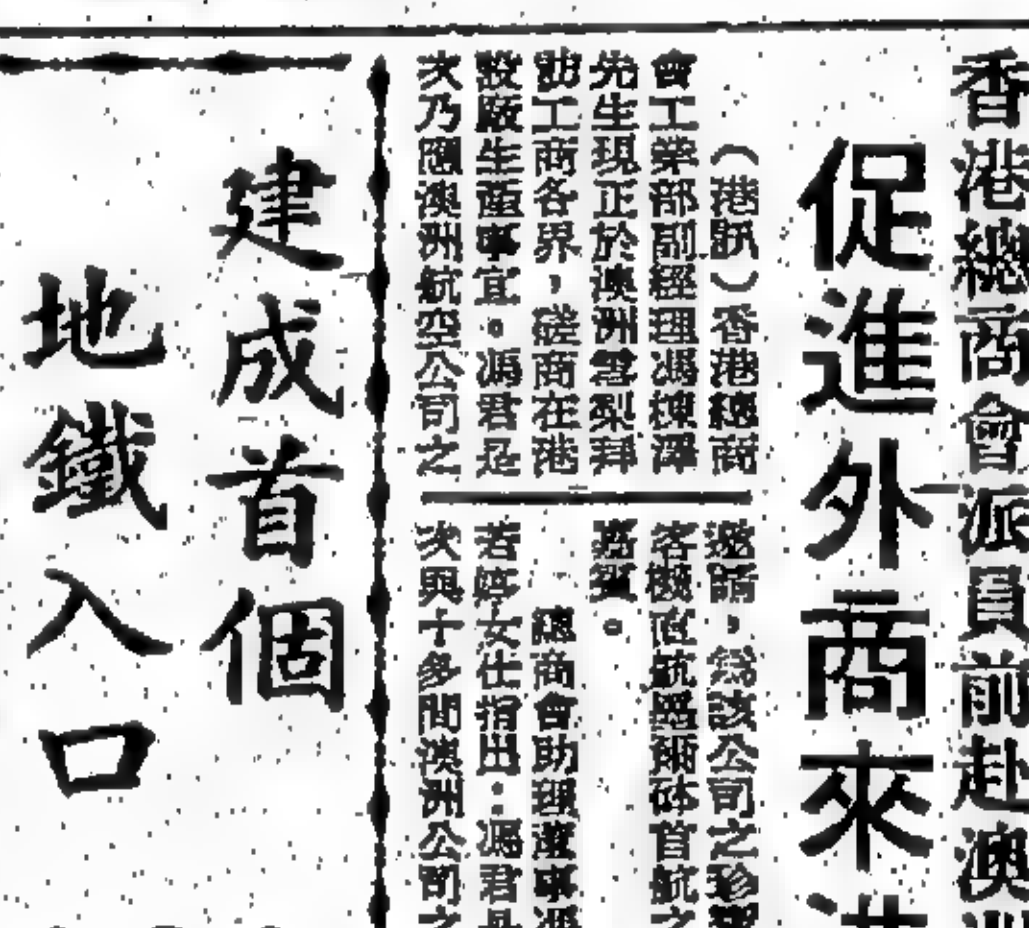 香港總商會派員前赴澳
促進外商來
（港訊）香港總商
會工業部副經理馮棟澤
先生現正於澳洲雪梨拜
訪工商各界，磋商在港
設廠生產事宜。馮君是
次乃應澳洲航空公司之
邀請，為該公司之珍
客機直航至 首航之
嘉賓。
總商會助理董事馮
若婷女仕指出：馮君是
次與十多間澳洲公司之
建成首個
地鐵入口